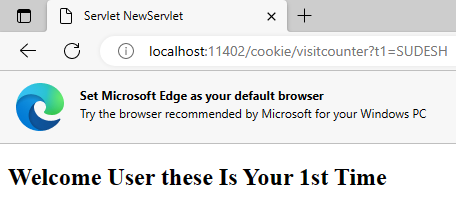 Servlet NewServlet
localhost:11402/cookie/visitcounter?t1=SUDESH
Set Microsoft Edge as your default browser
Try the browser recommended by Microsoft for your Windows PC
Welcome User these Is Your 1st Time